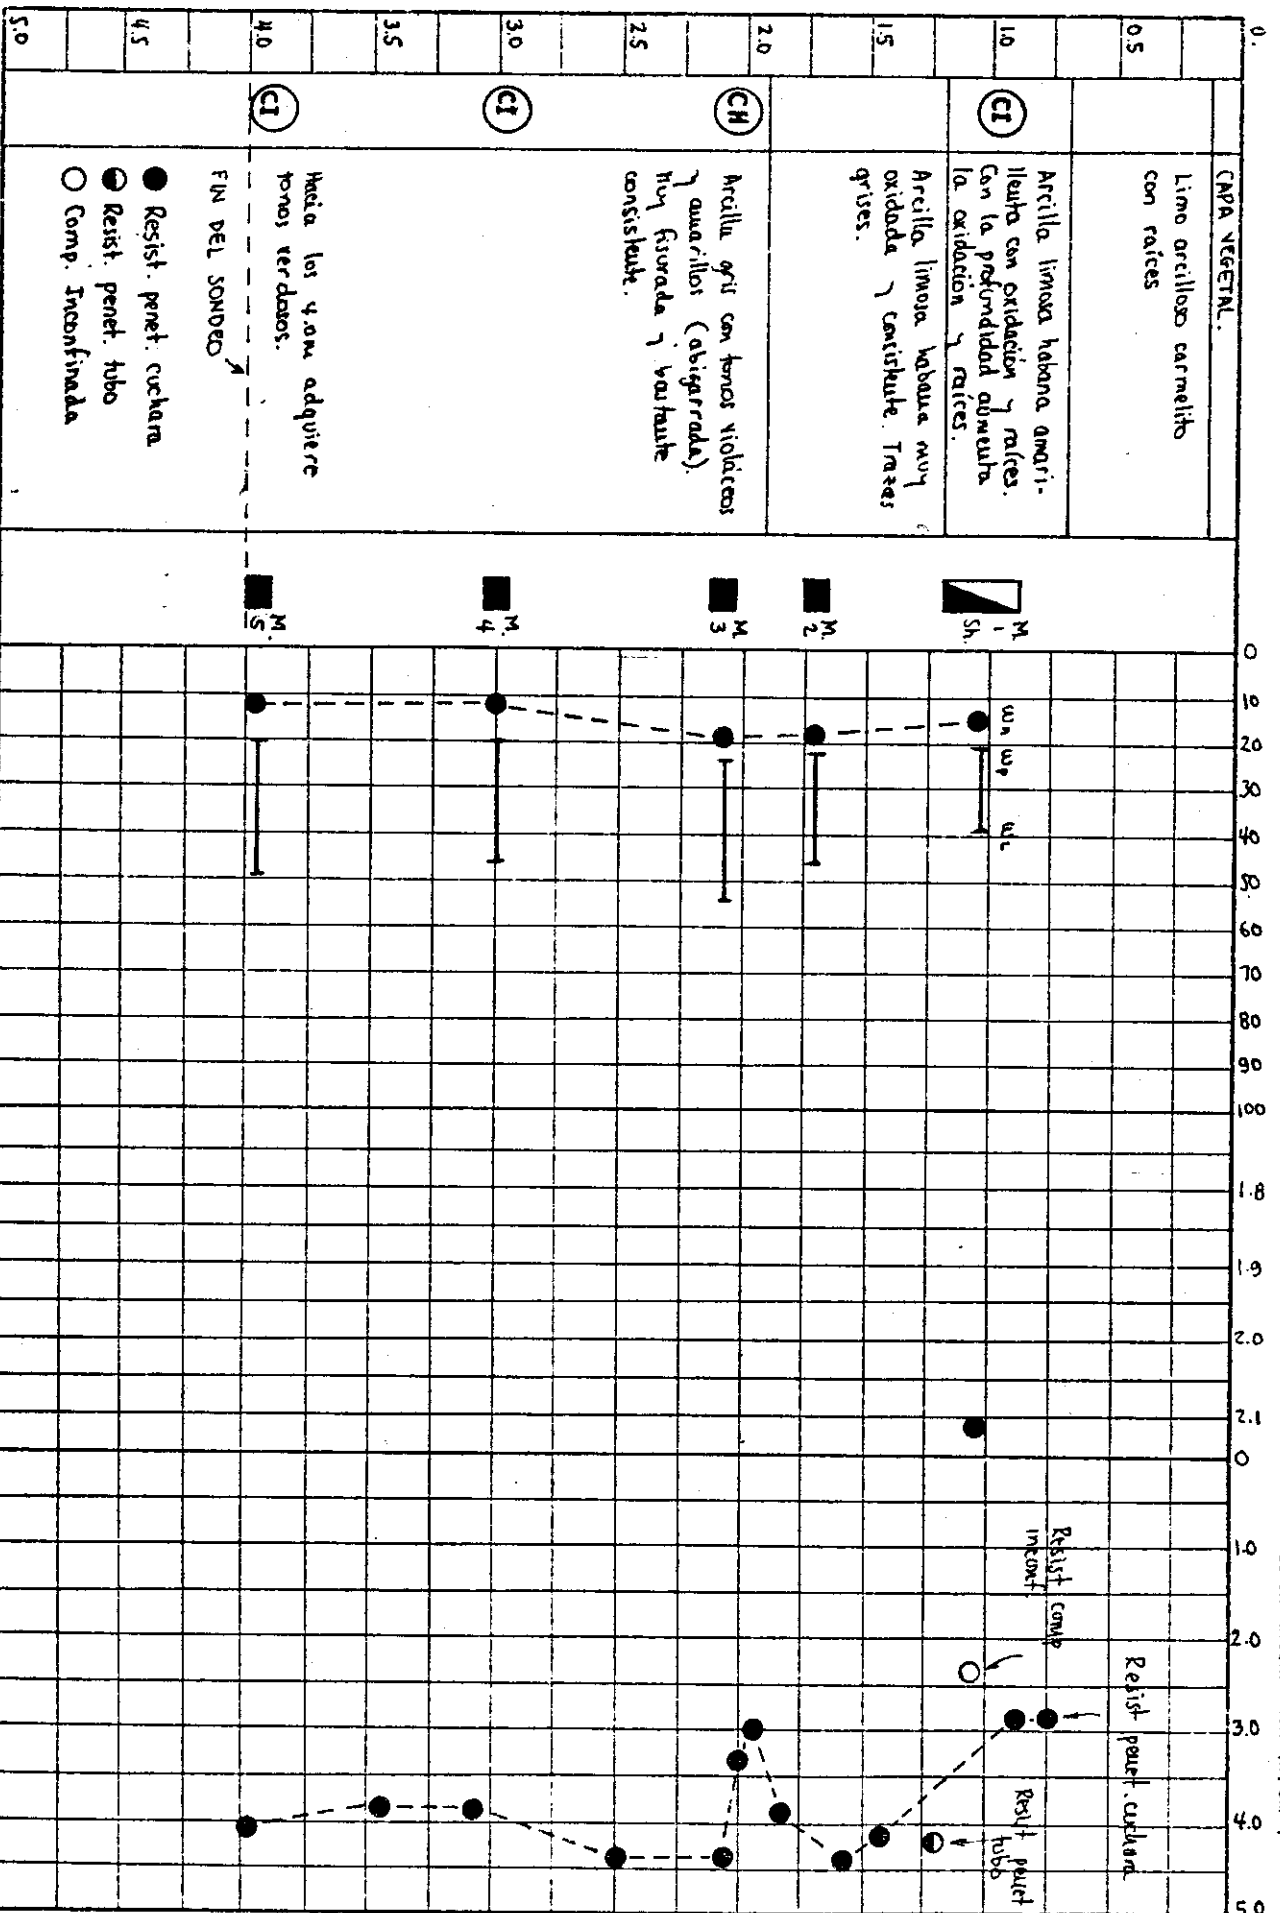 0.
0.5
1.0
1.5
2.0
2.5
3.0
3.5
4.0
4.5
5.0
CI
CH
CI
CI
CAPA VEGETAL.
Limo arcilloso carmelito
con raíces
Arcilla limosa habana amari-
llenta con oxidación y raíces.
Con la profundidad aumenta
la oxidación y raíces.
Arcilla limosa habana muy
oxidada y consistente. Trazas
grises.
Arcilla gris con tonos violáceos
y amarillos (abigarrada).
Muy fisurada y bastante
consistente.
Hacia los 4.0m adquiere
tonos verdosos.
FIN DEL SONDEO
Resist. penet. cuchara
Resist. penet. tubo
Comp. Inconfinada
M
1
Sh.
M.
2
M
3
M.
4
M.
5
0
10
20
30
40
50
60
70
80
90
100
1.8
1.9
2.0
2.1
0
1.0
2.0
3.0
4.0
5.0
Wn
Wp
WL
Resist comp
inconf.
Resist penet. cuchara
Resist penet
tubo